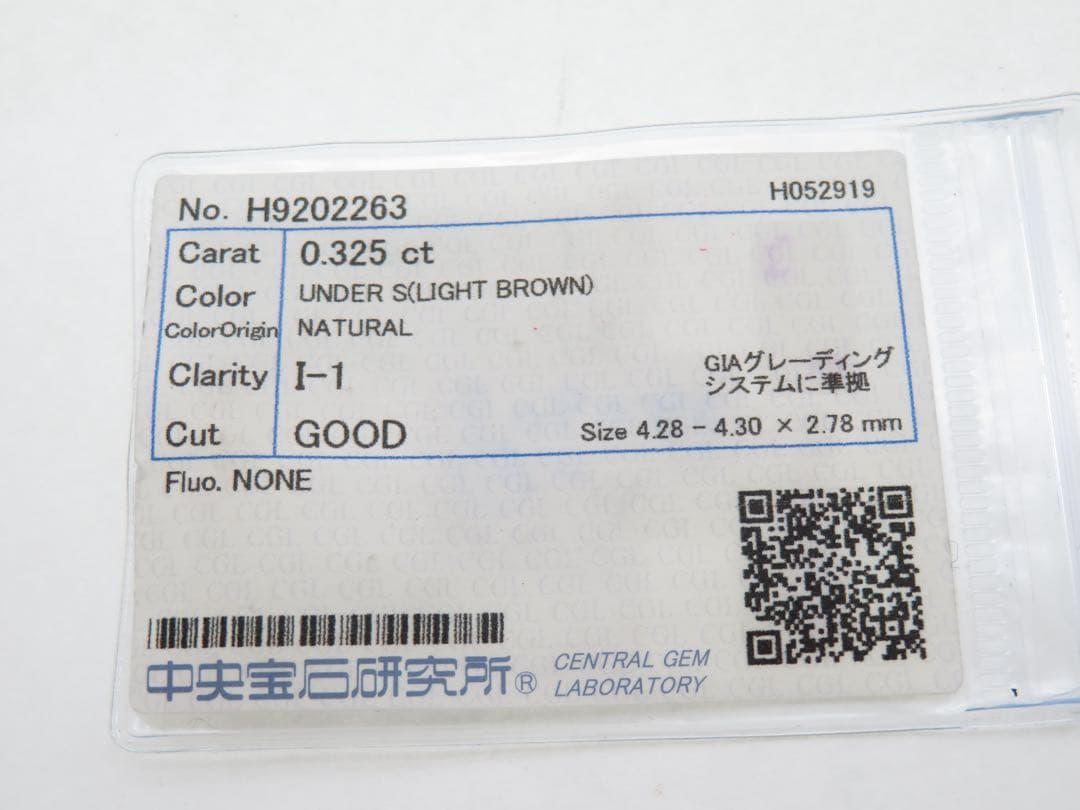 No. H9202263
H052919
Carat 0.325 ct
Color UNDER S(LIGHT BROWN)
ColorOrigin NATURAL
Clarity I-1
GIAグレーディング
システムに準拠
Cut GOOD
Size 4.28 - 4.30 × 2.78 mm
Fluo. NONE
中央宝石研究所®
CENTRAL GEM
LABORATORY